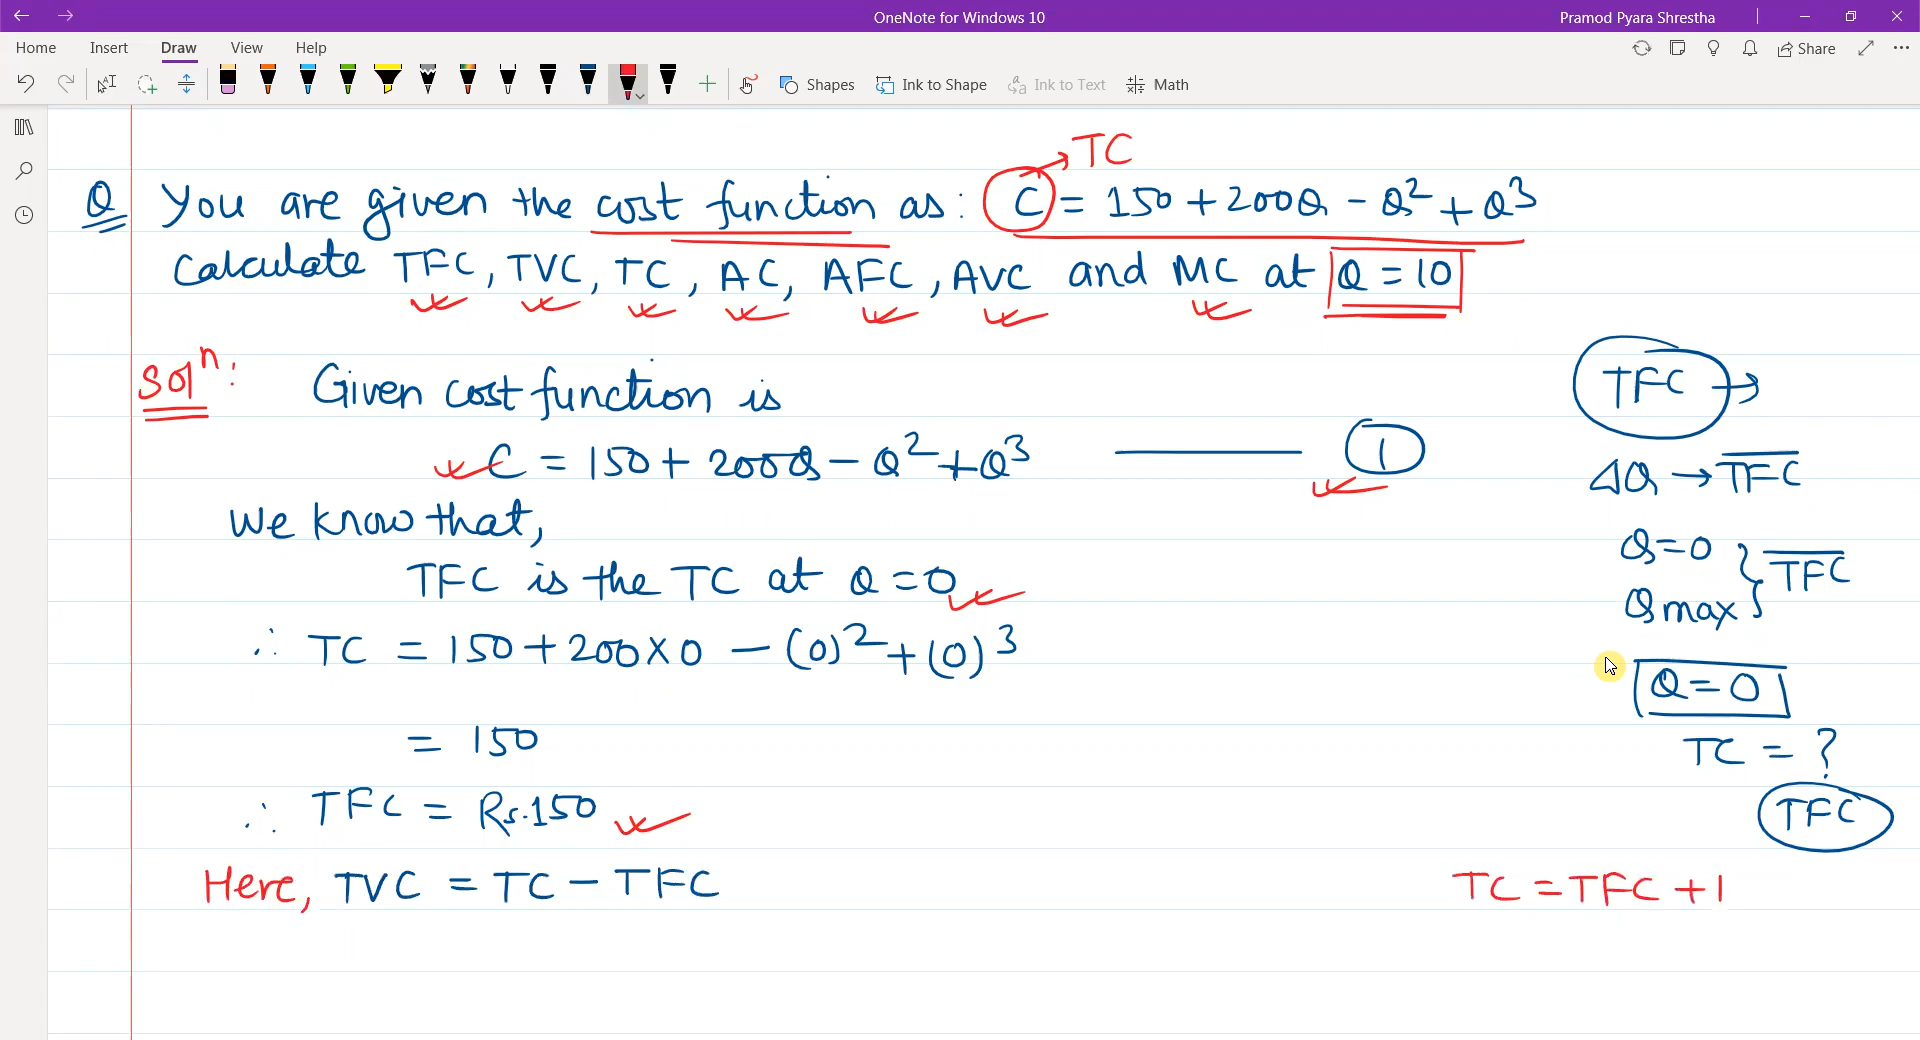 OneNote for Windows 10
Pramod Pyara Shrestha
Home Insert Draw View Help
Share
Shapes Ink to Shape Ink to Text Math
→ TC
Q You are given the cost function as: C = 150 + 200Q - Q² + Q³
Calculate TFC, TVC, TC, AC, AFC, AVC and MC at Q = 10
Solⁿ:
Given cost function is
C = 150 + 200Q - Q² + Q³ ——— 1
We know that,
TFC is the TC at Q = 0
∴ TC = 150 + 200 × 0 - (0)² + (0)³
= 150
∴ TFC = Rs. 150
Here, TVC = TC - TFC
TFC →
ΔQ → TFC
Q = 0
Q max } TFC
Q = 0
TC = ?
TFC
TC = TFC + I